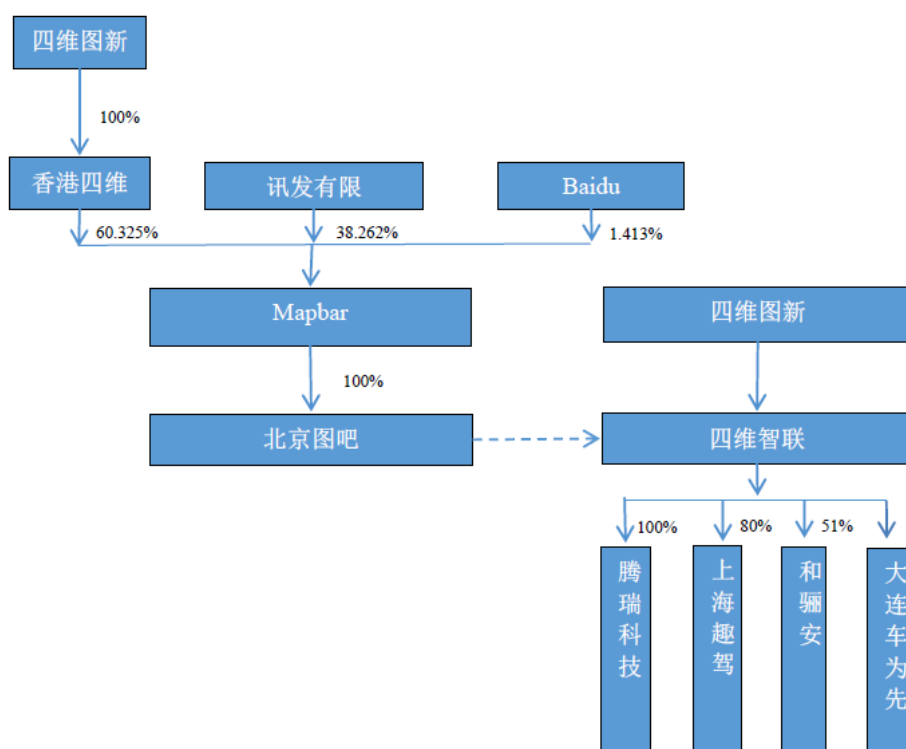 四维图新
100%
香港四维
讯发有限
Baidu
60.325%
38.262%
1.413%
Mapbar
四维图新
100%
北京图吧
四维智联
100%
80%
51%
腾瑞科技
上海趣驾
和骊安
大连车为先